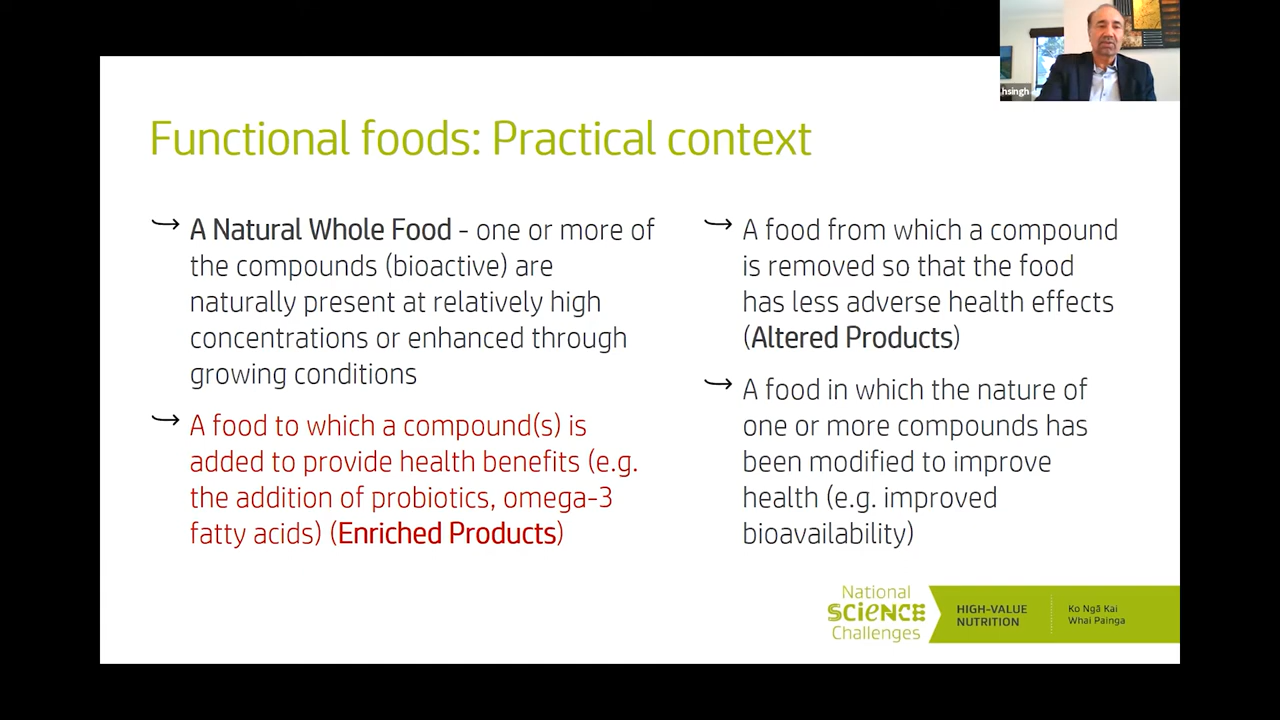 hsingh
Functional foods: Practical context
A Natural Whole Food - one or more of
the compounds (bioactive) are
naturally present at relatively high
concentrations or enhanced through
growing conditions
A food to which a compound(s) is
added to provide health benefits (e.g.
the addition of probiotics, omega-3
fatty acids) (Enriched Products)
A food from which a compound
is removed so that the food
has less adverse health effects
(Altered Products)
A food in which the nature of
one or more compounds has
been modified to improve
health (e.g. improved
bioavailability)
National
SCIENCE
Challenges
HIGH-VALUE
NUTRITION
Ko Ngā Kai
Whai Painga